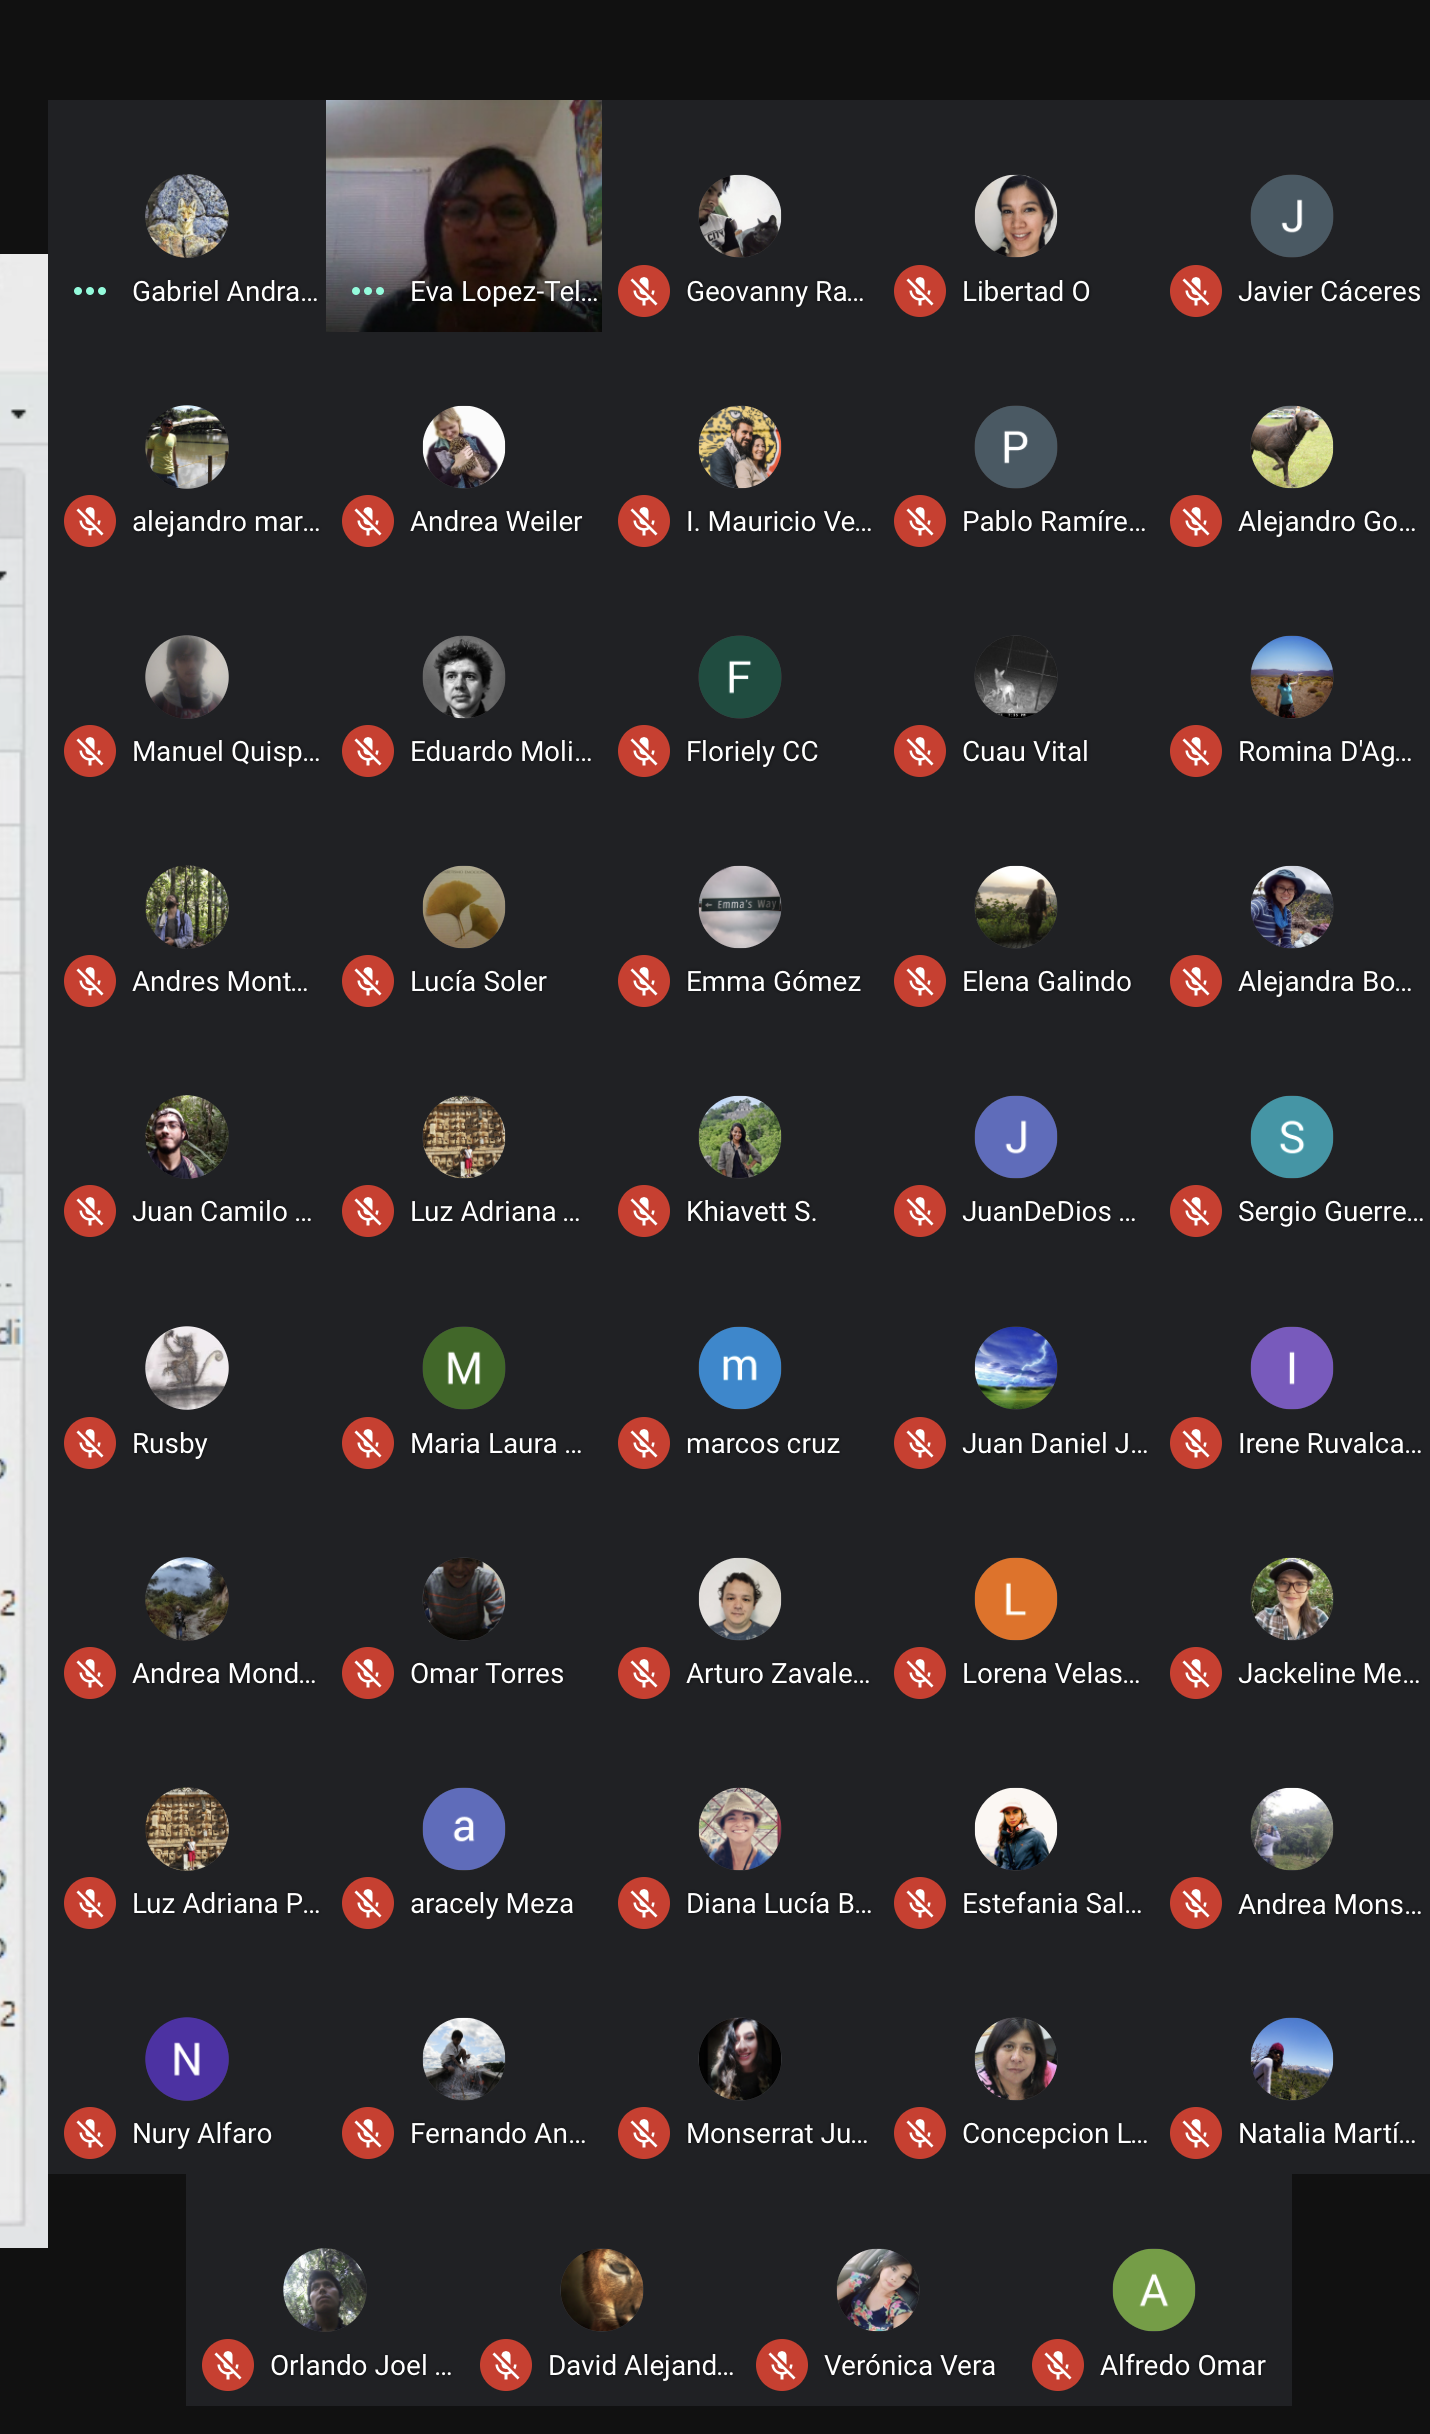 J
Gabriel Andra...
Eva Lopez-Tel...
Geovanny Ra...
Libertad O
Javier Cáceres
P
alejandro mar...
Andrea Weiler
I. Mauricio Ve...
Pablo Ramíre...
Alejandro Go...
F
Manuel Quisp...
Eduardo Moli...
Floriely CC
Cuau Vital
Romina D'Ag...
← Emma's Way
Andres Mont...
Lucía Soler
Emma Gómez
Elena Galindo
Alejandra Bo...
J
S
Juan Camilo ...
Luz Adriana ...
Khiavett S.
JuanDeDios ...
Sergio Guerre...
di
M
m
I
Rusby
Maria Laura ...
marcos cruz
Juan Daniel J...
Irene Ruvalca...
2
L
Andrea Mond...
Omar Torres
Arturo Zavale...
Lorena Velas...
Jackeline Me...
a
Luz Adriana P...
aracely Meza
Diana Lucía B...
Estefania Sal...
Andrea Mons...
2
N
Nury Alfaro
Fernando An...
Monserrat Ju...
Concepcion L...
Natalia Martí...
A
Orlando Joel ...
David Alejand...
Verónica Vera
Alfredo Omar